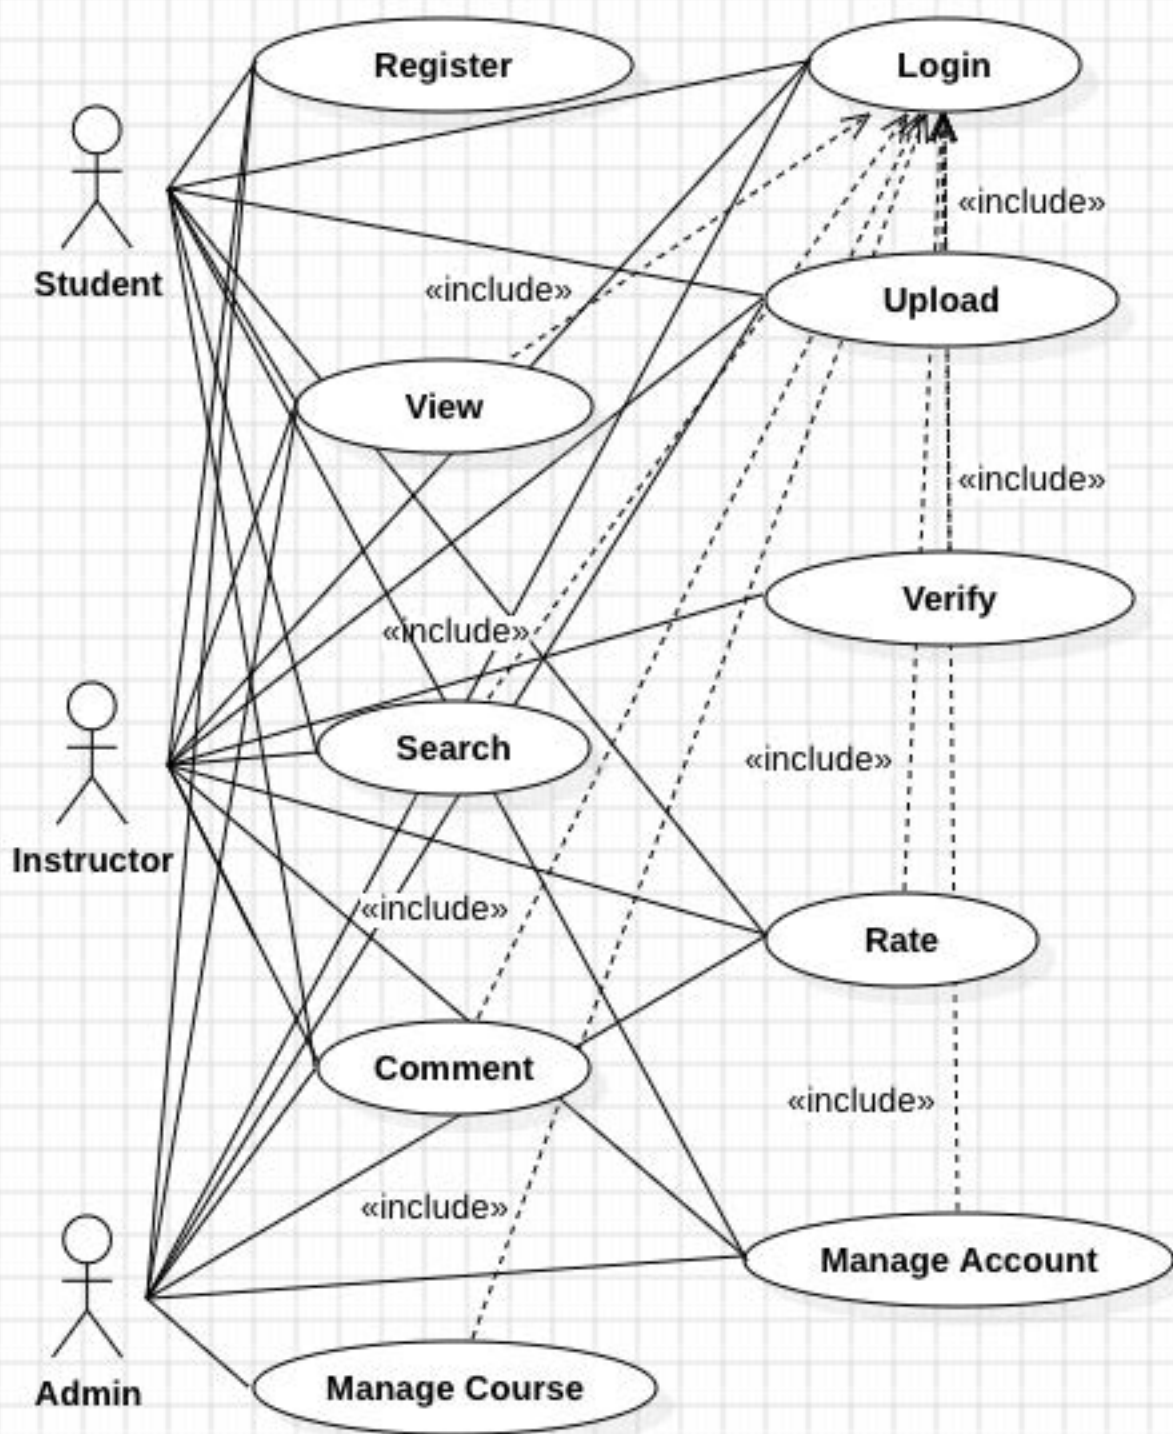 Register
Login
«include»
Student
«include»
Upload
View
«include»
Verify
«include»
Search
«include»
Instructor
«include»
Rate
Comment
«include»
«include»
Manage Account
Admin
Manage Course